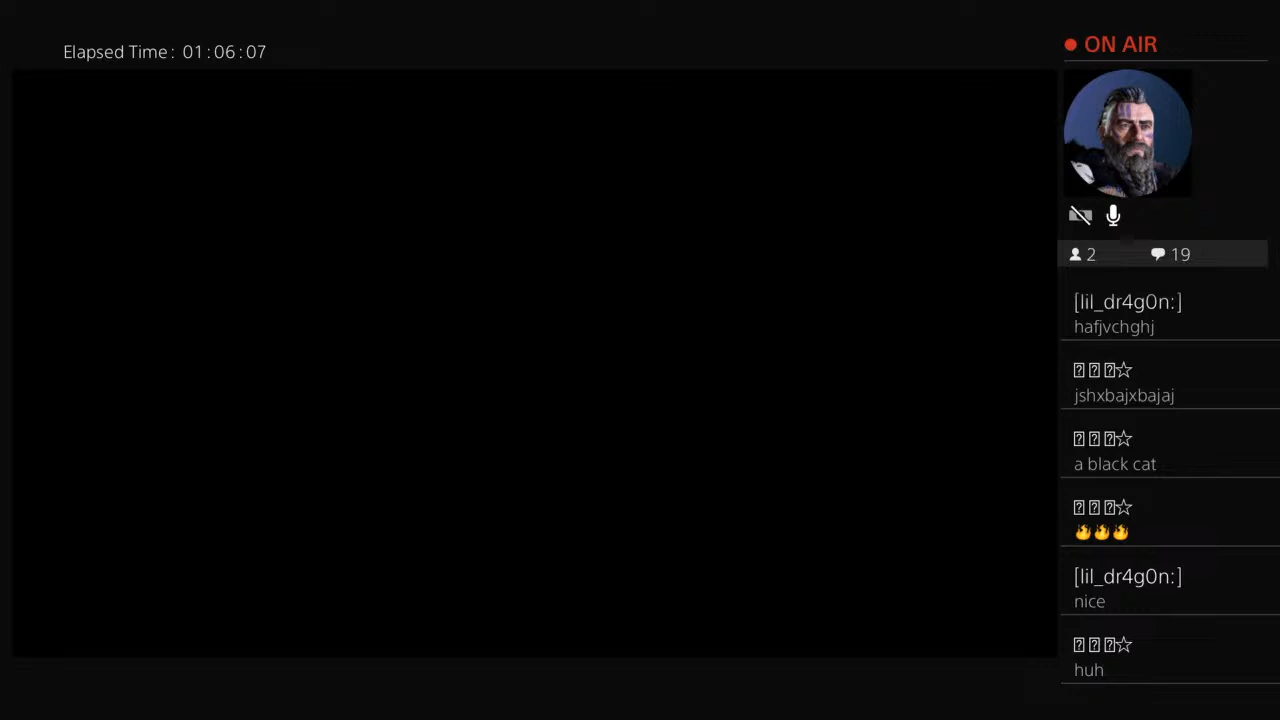 Elapsed Time: 01:06:07
ON AIR
2 19
[lil_dr4g0n:]
hafjvchghj
☆
jshxbajxbajaj
☆
a black cat
☆
🔥🔥🔥
[lil_dr4g0n:]
nice
☆
huh